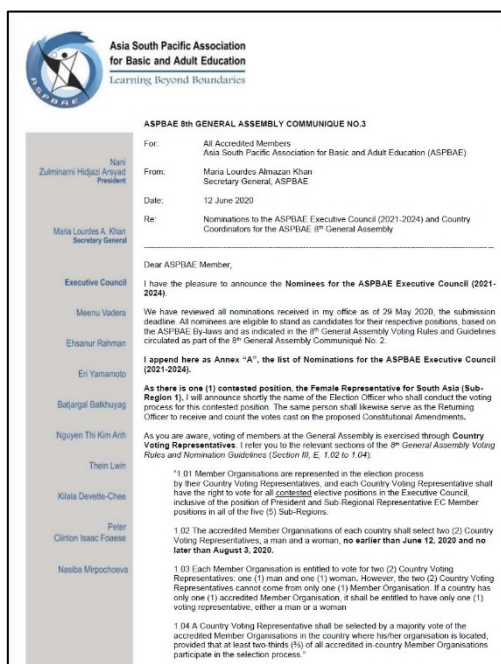 ASPBAE
Asia South Pacific Association
for Basic and Adult Education
Learning Beyond Boundaries
Nani
Zulminarni Hidjazi Arsyad
President
Maria Lourdes A. Khan
Secretary General
Executive Council
Meenu Vadera
Ehsanur Rahman
Eri Yamamoto
Batjargal Batkhuyag
Nguyen Thi Kim Anh
Thein Lwin
Kilala Devette-Chee
Peter
Clinton Isaac Foaese
Nasiba Mirpochoeva
ASPBAE 8th GENERAL ASSEMBLY COMMUNIQUE NO.3
For: All Accredited Members
Asia South Pacific Association for Basic and Adult Education (ASPBAE)
From: Maria Lourdes Almazan Khan
Secretary General, ASPBAE
Date: 12 June 2020
Re: Nominations to the ASPBAE Executive Council (2021-2024) and Country
Coordinators for the ASPBAE 8th General Assembly
Dear ASPBAE Member,
I have the pleasure to announce the Nominees for the ASPBAE Executive Council (2021-
2024).
We have reviewed all nominations received in my office as of 29 May 2020, the submission
deadline. All nominees are eligible to stand as candidates for their respective positions, based on
the ASPBAE By-laws and as indicated in the 8th General Assembly Voting Rules and Guidelines
circulated as part of the 8th General Assembly Communiqué No. 2.
I append here as Annex "A", the list of Nominations for the ASPBAE Executive Council
(2021-2024).
As there is one (1) contested position, the Female Representative for South Asia (Sub-
Region 1), I will announce shortly the name of the Election Officer who shall conduct the voting
process for this contested position. The same person shall likewise serve as the Returning
Officer to receive and count the votes cast on the proposed Constitutional Amendments.
As you are aware, voting of members at the General Assembly is exercised through Country
Voting Representatives. I refer you to the relevant sections of the 8th General Assembly Voting
Rules and Nomination Guidelines (Section III, E, 1.02 to 1.04):
"1.01 Member Organisations are represented in the election process
by their Country Voting Representatives, and each Country Voting Representative shall
have the right to vote for all contested elective positions in the Executive Council,
inclusive of the position of President and Sub-Regional Representative EC Member
positions in all of the five (5) Sub-Regions.
1.02 The accredited Member Organisations of each country shall select two (2) Country
Voting Representatives, a man and a woman, no earlier than June 12, 2020 and no
later than August 3, 2020.
1.03 Each Member Organisation is entitled to vote for two (2) Country Voting
Representatives: one (1) man and one (1) woman. However, the two (2) Country Voting
Representatives cannot come from only one (1) Member Organisation. If a country has
only one (1) accredited Member Organisation, it shall be entitled to have only one (1)
voting representative, either a man or a woman
1.04 A Country Voting Representative shall be selected by a majority vote of the
accredited Member Organisations in the country where his/her organisation is located,
provided that at least two-thirds (⅔) of all accredited in-country Member Organisations
participate in the selection process."